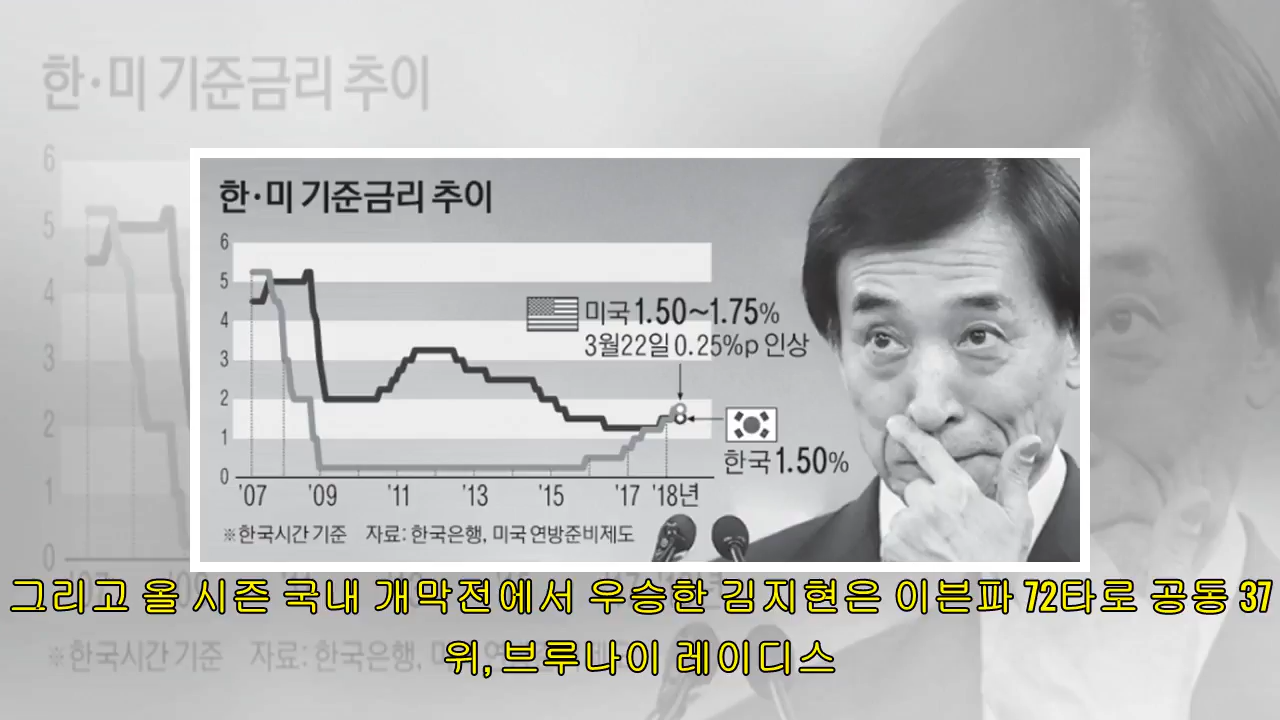 한·미 기준금리 추이
6
5
4
3
2
1
0
미국 1.50~1.75%
3월22일 0.25%p 인상
한국 1.50%
'07 '09 '11 '13 '15 '17 '18년
※한국시간 기준 자료: 한국은행, 미국 연방준비제도
그리고 올 시즌 국내 개막전에서 우승한 김지현은 이븐파 72타로 공동 37
위, 브루나이 레이디스